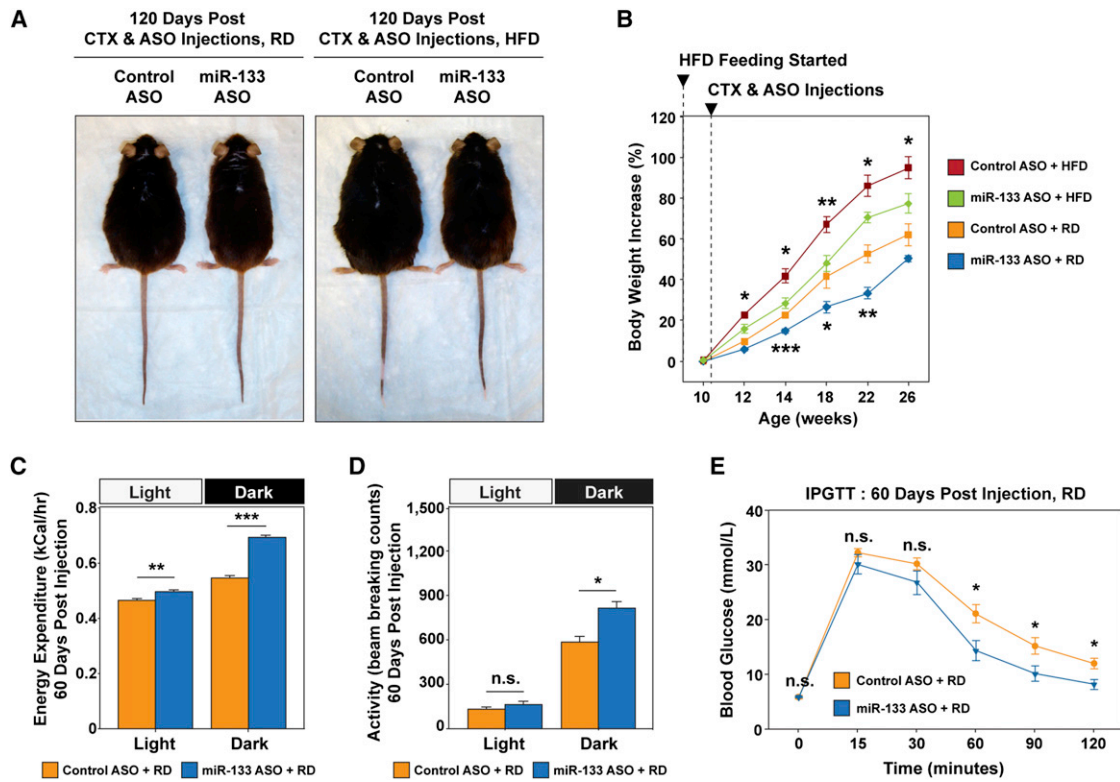 A
120 Days Post
CTX & ASO Injections, RD
120 Days Post
CTX & ASO Injections, HFD
Control
ASO
miR-133
ASO
Control
ASO
miR-133
ASO
B
HFD Feeding Started
CTX & ASO Injections
Body Weight Increase (%)
120
100
80
60
40
20
0
*
*
**
*
*
***
*
**
10
12
14
18
22
26
Age (weeks)
Control ASO + HFD
miR-133 ASO + HFD
Control ASO + RD
miR-133 ASO + RD
C
Light
Dark
Energy Expenditure (kCal/hr)
60 Days Post Injection
0.8
0.6
0.4
0.2
0
**
***
Light
Dark
Control ASO + RD
miR-133 ASO + RD
D
Light
Dark
Activity (beam breaking counts)
60 Days Post Injection
1,500
1,200
900
600
300
0
n.s.
*
Light
Dark
Control ASO + RD
miR-133 ASO + RD
E
IPGTT : 60 Days Post Injection, RD
Blood Glucose (mmol/L)
40
30
20
10
0
n.s.
n.s.
n.s.
*
*
*
Control ASO + RD
miR-133 ASO + RD
0
15
30
60
90
120
Time (minutes)